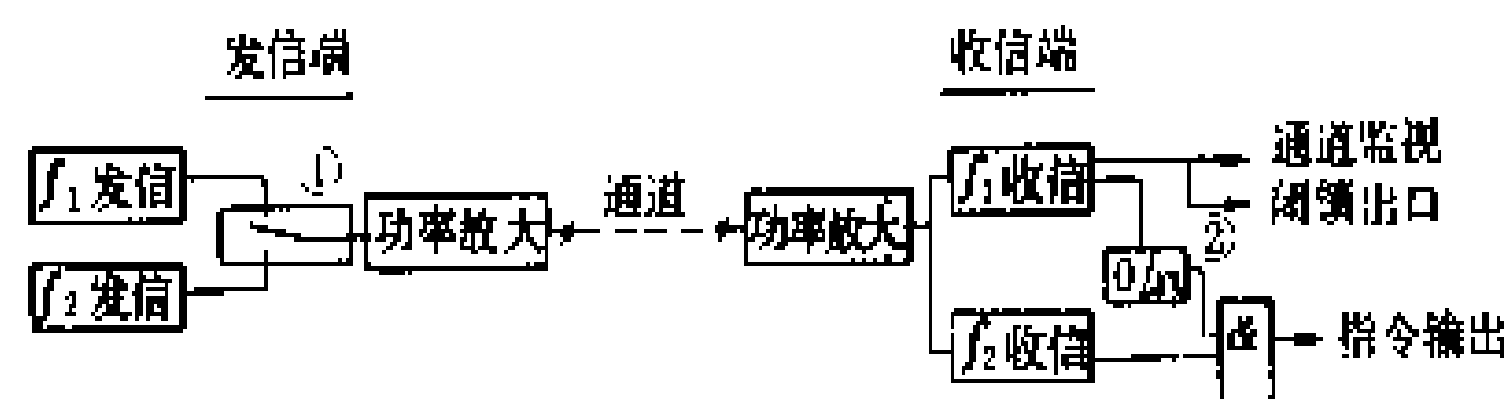 发信端
收信端
f₁发信
①
功率放大
通道
功率放大
f₁收信
通道监视
闭锁出口
②
f₂发信
f₂收信
&
指令输出